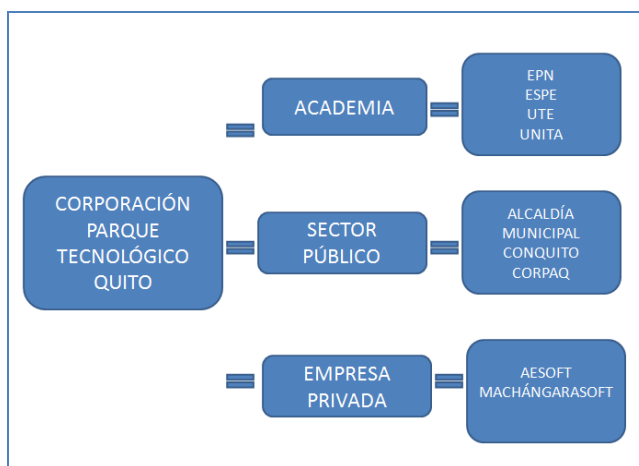 CORPORACIÓN
PARQUE
TECNOLÓGICO
QUITO
ACADEMIA
EPN
ESPE
UTE
UNITA
SECTOR
PÚBLICO
ALCALDÍA
MUNICIPAL
CONQUITO
CORPAQ
EMPRESA
PRIVADA
AESOFT
MACHÁNGARASOFT